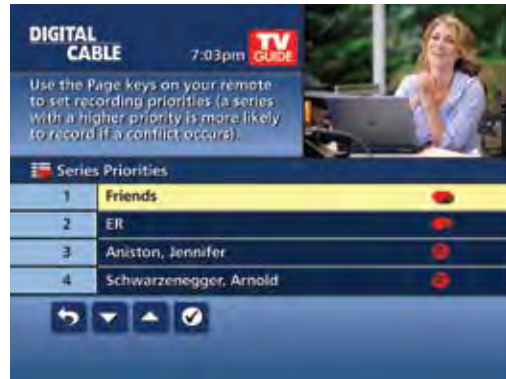 DIGITAL
CABLE
7:03pm
TV
GUIDE
Use the Page keys on your remote
to set recording priorities (a series
with a higher priority is more likely
to record if a conflict occurs).
Series Priorities
1 Friends
2 ER
3 Aniston, Jennifer
4 Schwarzenegger, Arnold